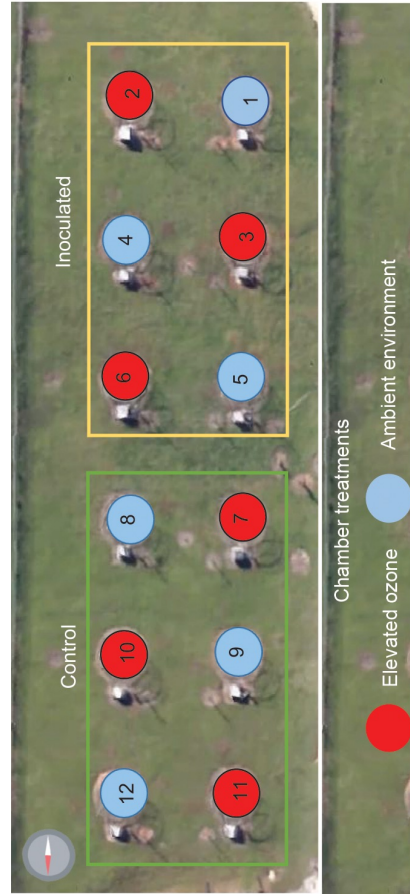 Control
Inoculated
12
10
8
6
4
2
11
9
7
5
3
1
Chamber treatments
Elevated ozone
Ambient environment